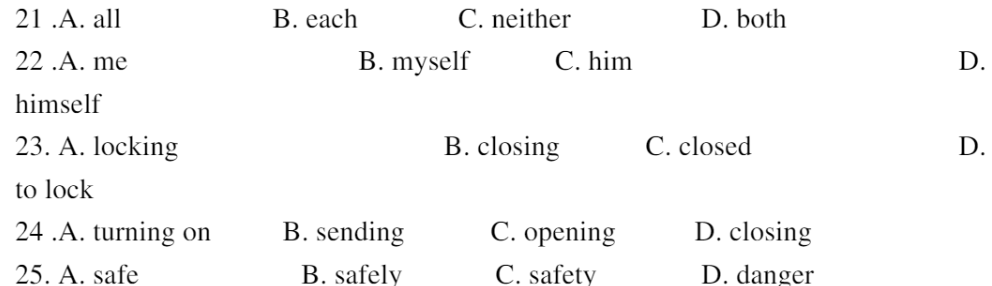 21 .A. all B. each C. neither D. both
22 .A. me B. myself C. him D.
himself
23. A. locking B. closing C. closed D.
to lock
24 .A. turning on B. sending C. opening D. closing
25. A. safe B. safely C. safety D. danger